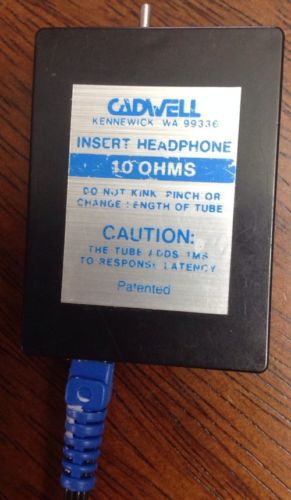 CADWELL
KENNEWICK WA 99336
INSERT HEADPHONE
10 OHMS
DO NOT KINK PINCH OR
CHANGE LENGTH OF TUBE
CAUTION:
THE TUBE ADDS 1MS
TO RESPONSE LATENCY
Patented